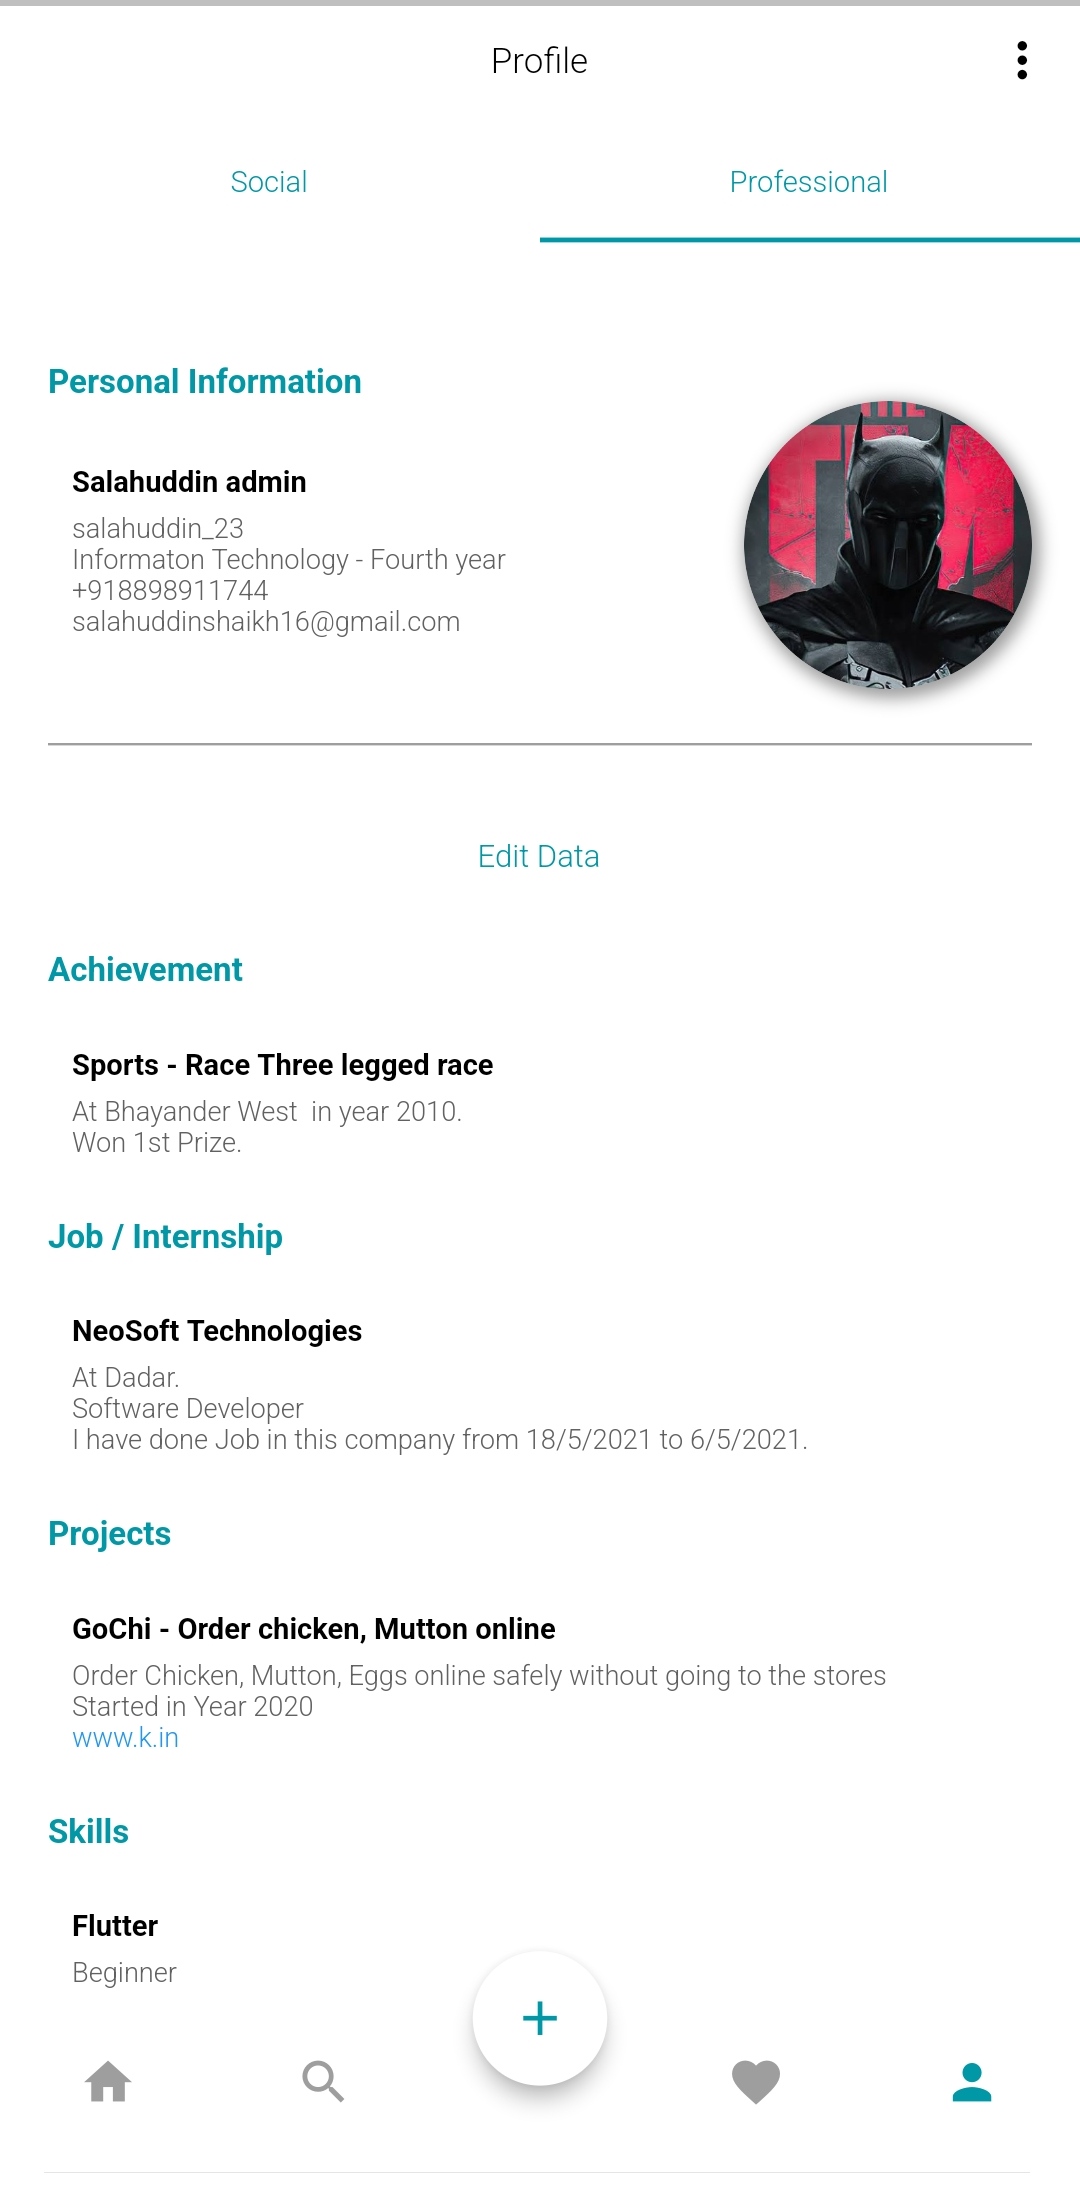 Profile
Social
Professional
Personal Information
Salahuddin admin
salahuddin_23
Informaton Technology - Fourth year
+918898911744
salahuddinshaikh16@gmail.com
THE
Edit Data
Achievement
Sports - Race Three legged race
At Bhayander West  in year 2010.
Won 1st Prize.
Job / Internship
NeoSoft Technologies
At Dadar.
Software Developer
I have done Job in this company from 18/5/2021 to 6/5/2021.
Projects
GoChi - Order chicken, Mutton online
Order Chicken, Mutton, Eggs online safely without going to the stores
Started in Year 2020
www.k.in
Skills
Flutter
Beginner